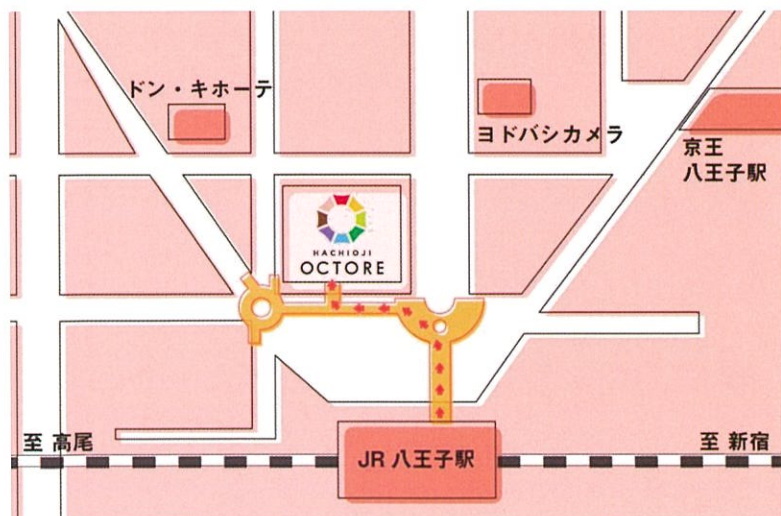 ドン・キホーテ
ヨドバシカメラ
京王
八王子駅
HACHIOJI
OCTORE
至 高尾
JR 八王子駅
至 新宿